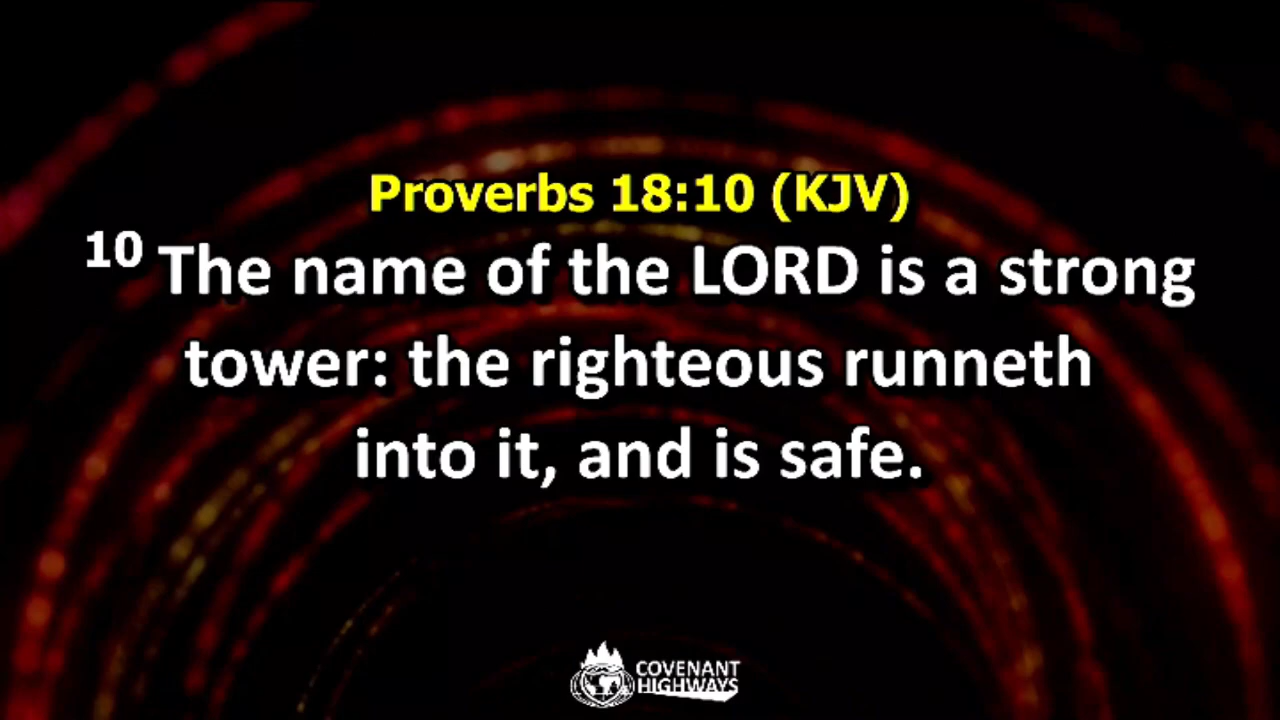 Proverbs 18:10 (KJV)
10 The name of the LORD is a strong
tower: the righteous runneth
into it, and is safe.
COVENANT
HIGHWAYS